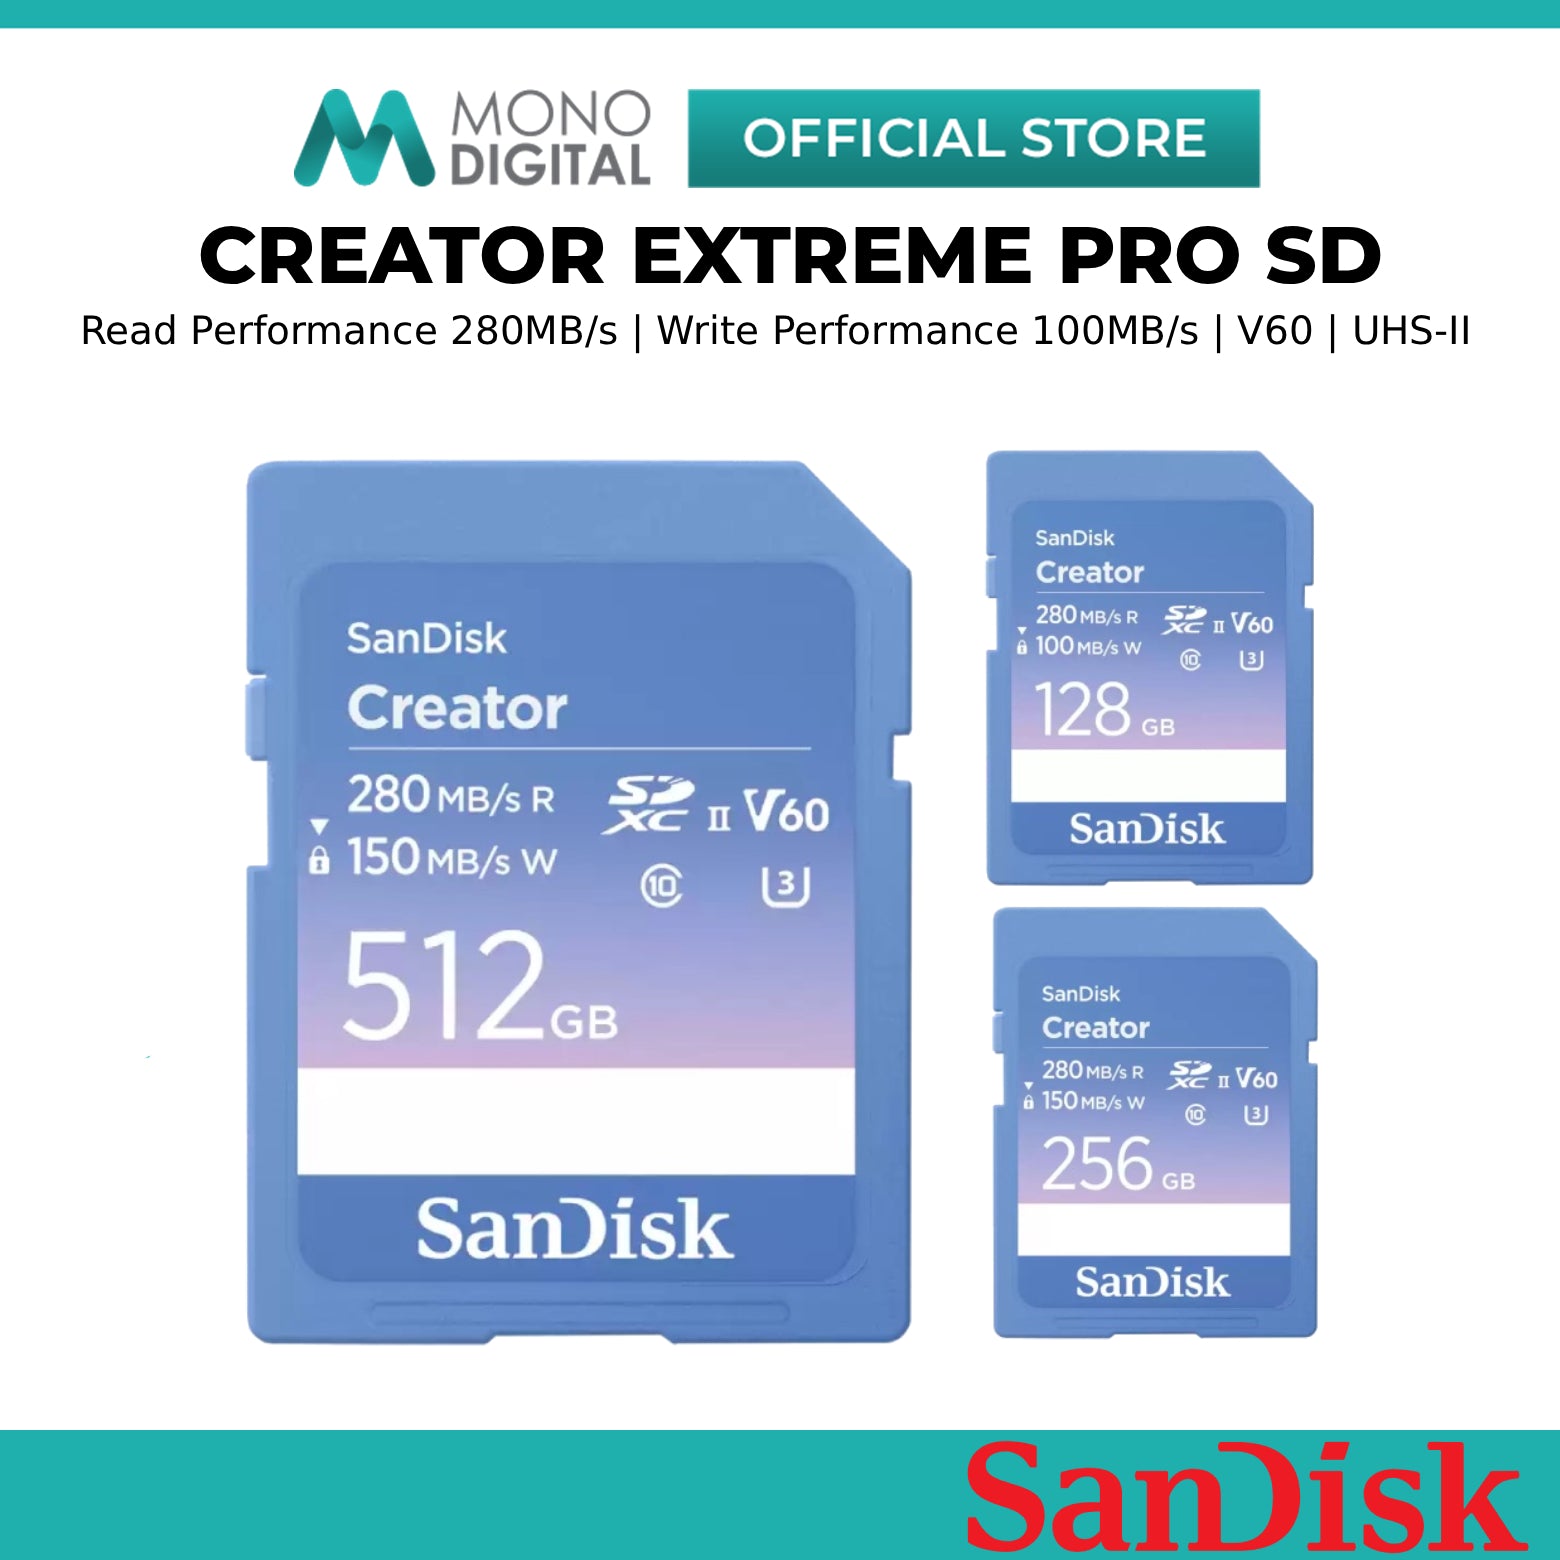 MONO
DIGITAL
OFFICIAL STORE
CREATOR EXTREME PRO SD
Read Performance 280MB/s | Write Performance 100MB/s | V60 | UHS-II
SanDisk
Creator
280 MB/s R
150 MB/s W
SD XC II V60
10 3
512 GB
SanDisk
SanDisk
Creator
280 MB/s R
100 MB/s W
SD XC II V60
10 3
128 GB
SanDisk
SanDisk
Creator
280 MB/s R
150 MB/s W
SD XC II V60
10 3
256 GB
SanDisk
SanDisk